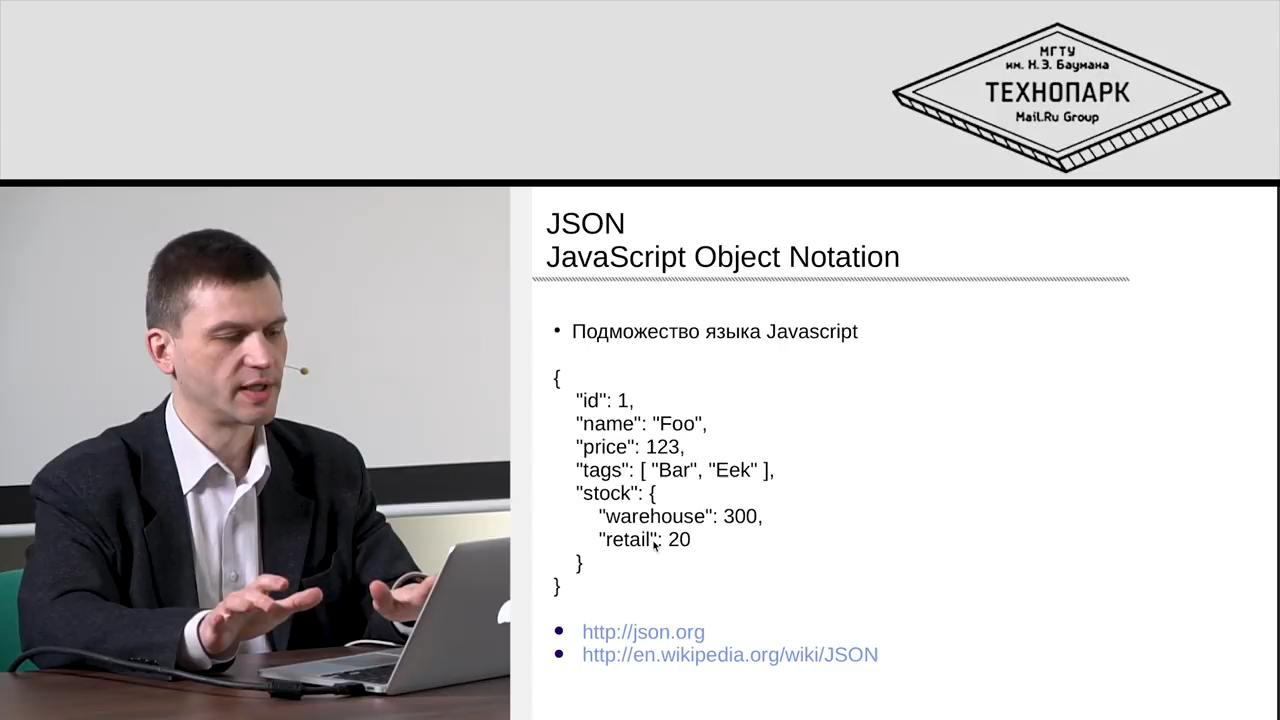 МГТУ
им. Н.Э. Баумана
ТЕХНОПАРК
Mail.Ru Group
JSON
JavaScript Object Notation
• Подможество языка Javascript
{
"id": 1,
"name": "Foo",
"price": 123,
"tags": [ "Bar", "Eek" ],
"stock": {
"warehouse": 300,
"retail": 20
}
}
• http://json.org
• http://en.wikipedia.org/wiki/JSON